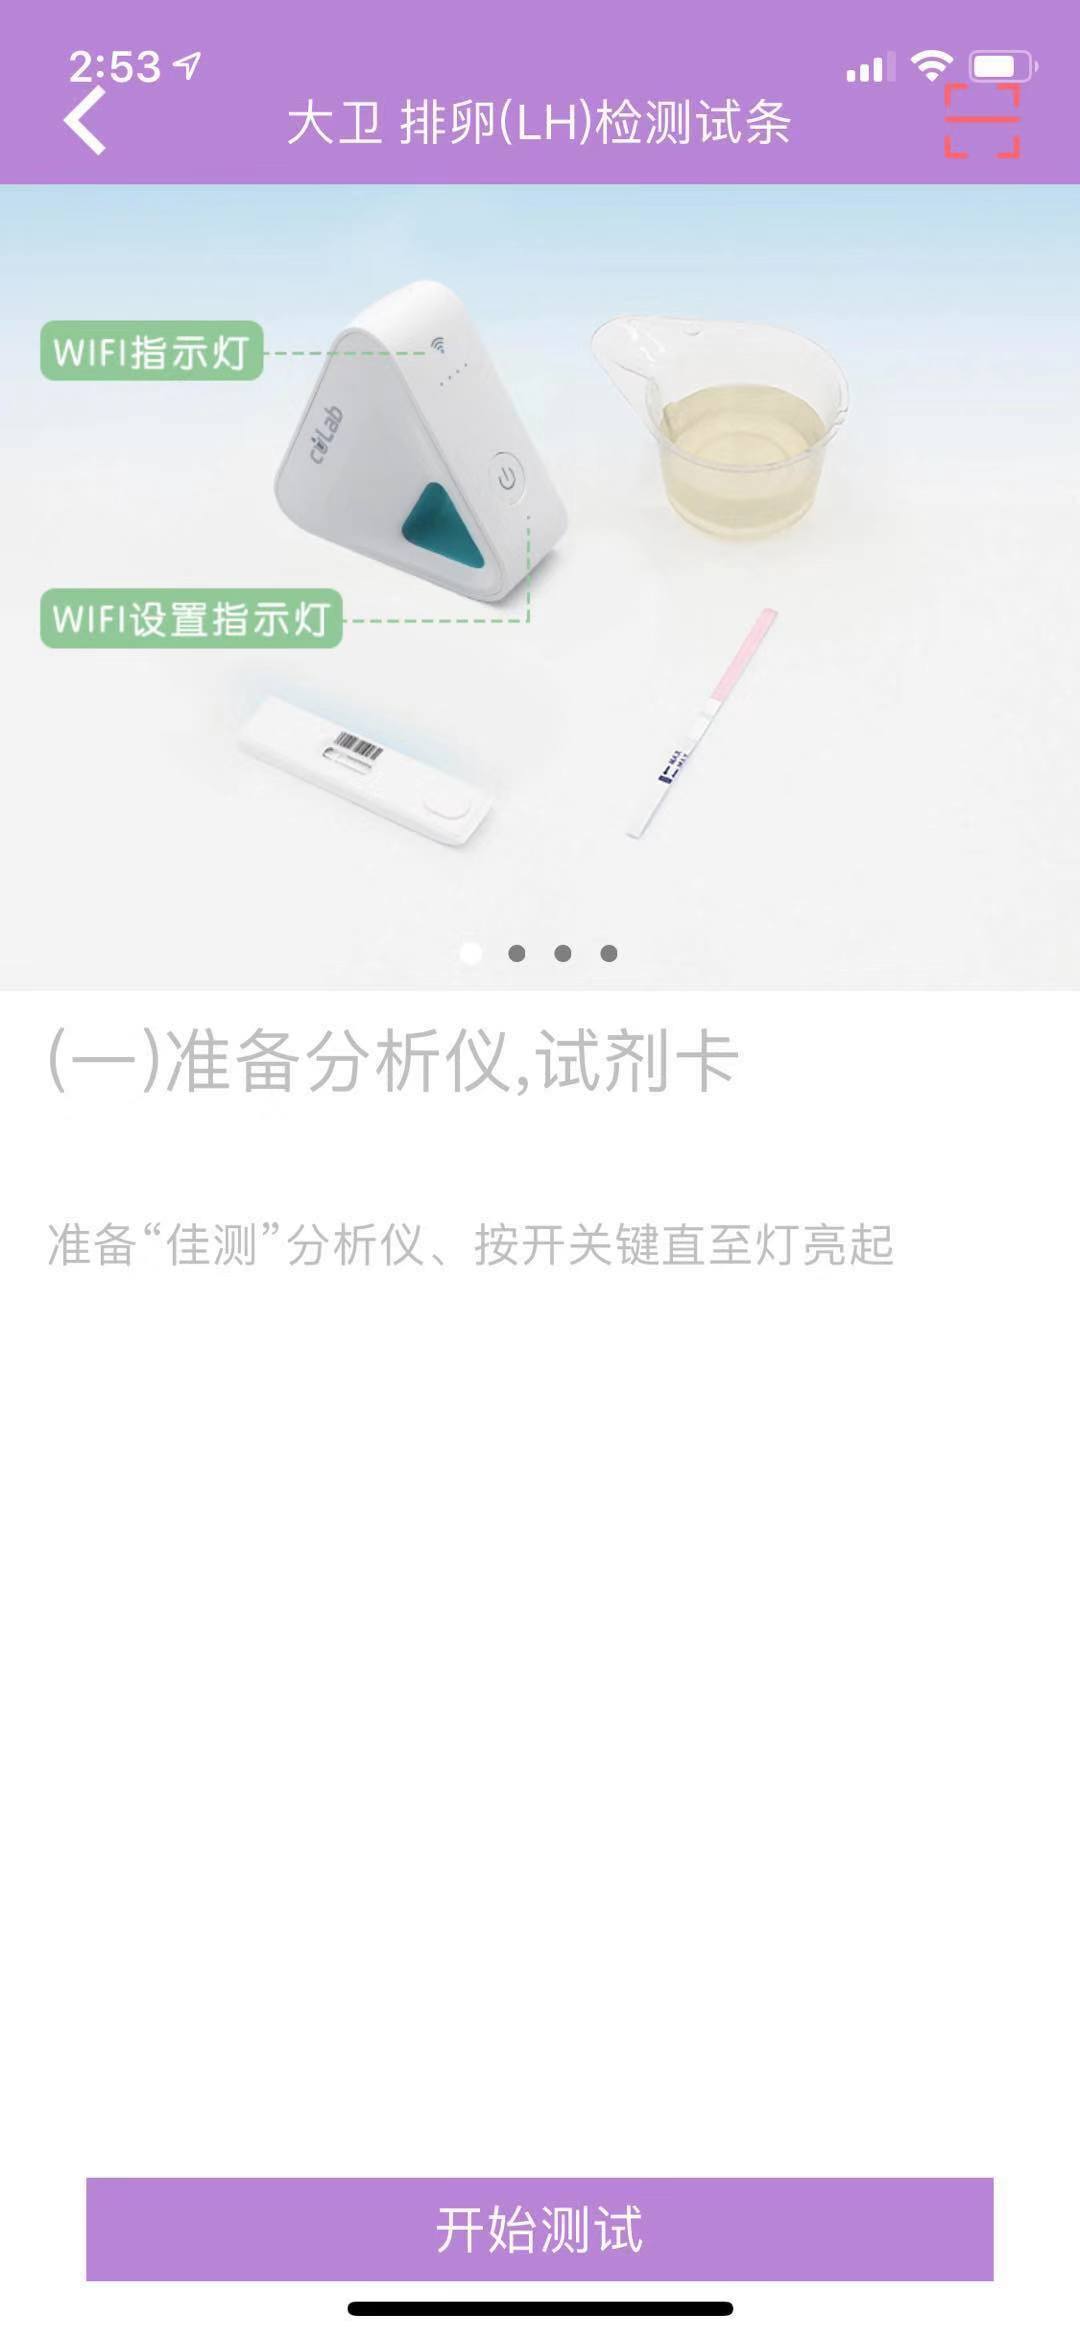 2:53
大卫 排卵(LH)检测试条
WIFI指示灯
ciiLab
WIFI设置指示灯
MAX
(一)准备分析仪,试剂卡
准备“佳测”分析仪、按开关键直至灯亮起
开始测试